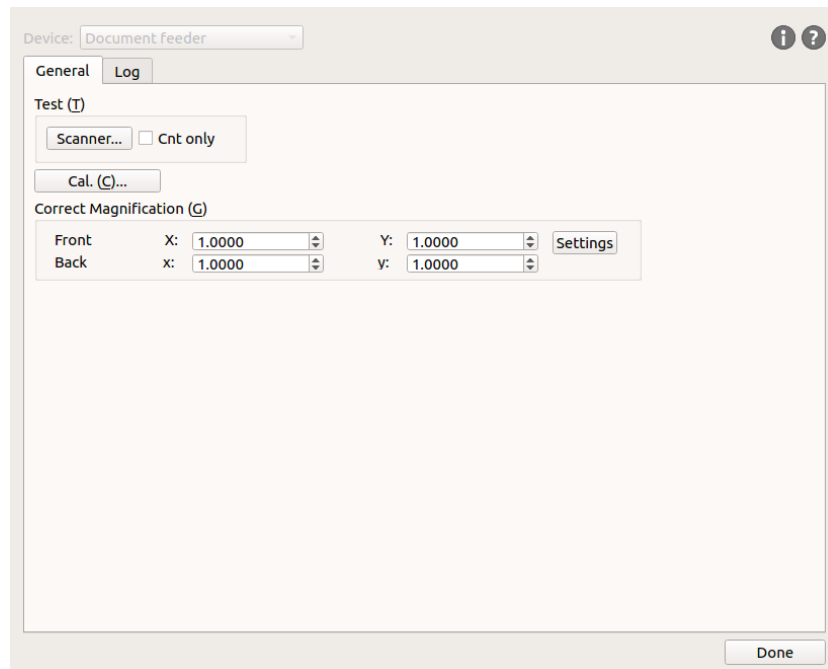 Device: Document feeder
i ?
General Log
Test (T)
Scanner... Cnt only
Cal. (C)...
Correct Magnification (G)
Front X: 1.0000 Y: 1.0000 Settings
Back x: 1.0000 y: 1.0000
Done